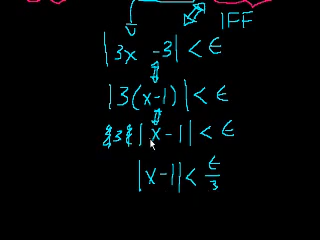 IFF
|3x - 3| < ε
|3(x-1)| < ε
|3| |x-1| < ε
|x-1| < ε/3